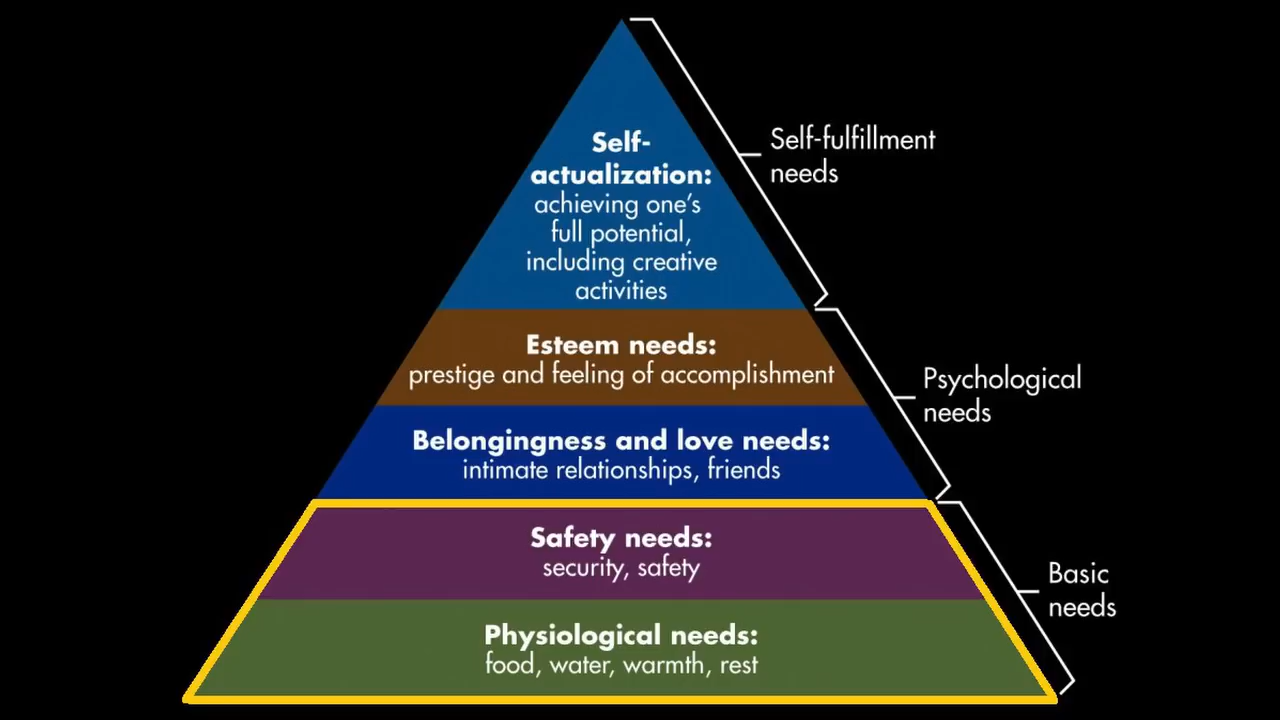 Self-
actualization:
achieving one's
full potential,
including creative
activities
Self-fulfillment
needs
Esteem needs:
prestige and feeling of accomplishment
Psychological
needs
Belongingness and love needs:
intimate relationships, friends
Safety needs:
security, safety
Basic
needs
Physiological needs:
food, water, warmth, rest